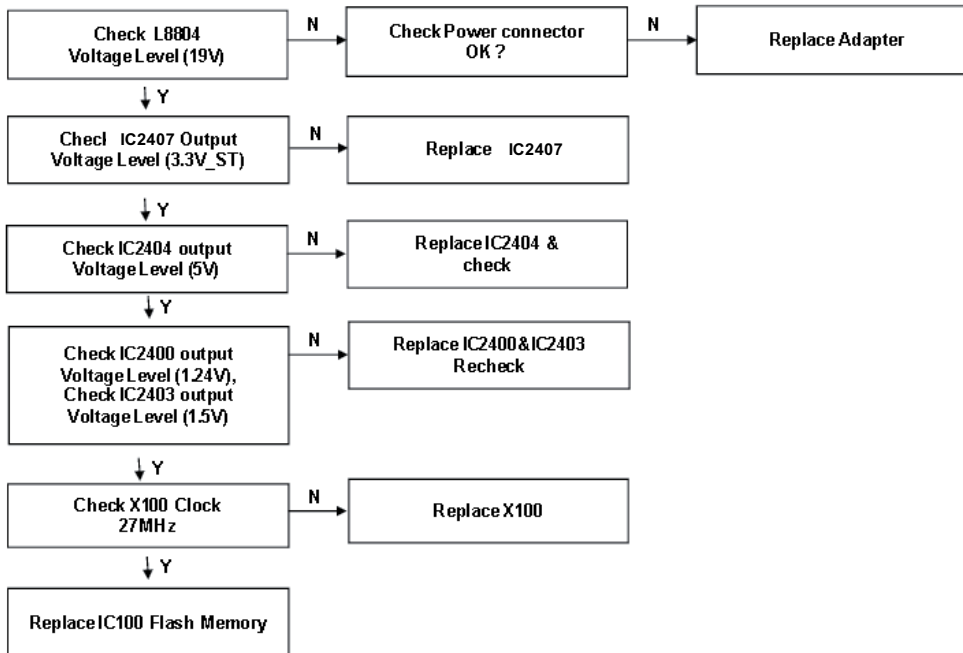 Check L8804
Voltage Level (19V)
N
Check Power connector
OK ?
N
Replace Adapter
Y
Checl IC2407 Output
Voltage Level (3.3V_ST)
N
Replace IC2407
Y
Check IC2404 output
Voltage Level (5V)
N
Replace IC2404 &
check
Y
Check IC2400 output
Voltage Level (1.24V),
Check IC2403 output
Voltage Level (1.5V)
N
Replace IC2400&IC2403
Recheck
Y
Check X100 Clock
27MHz
N
Replace X100
Y
Replace IC100 Flash Memory